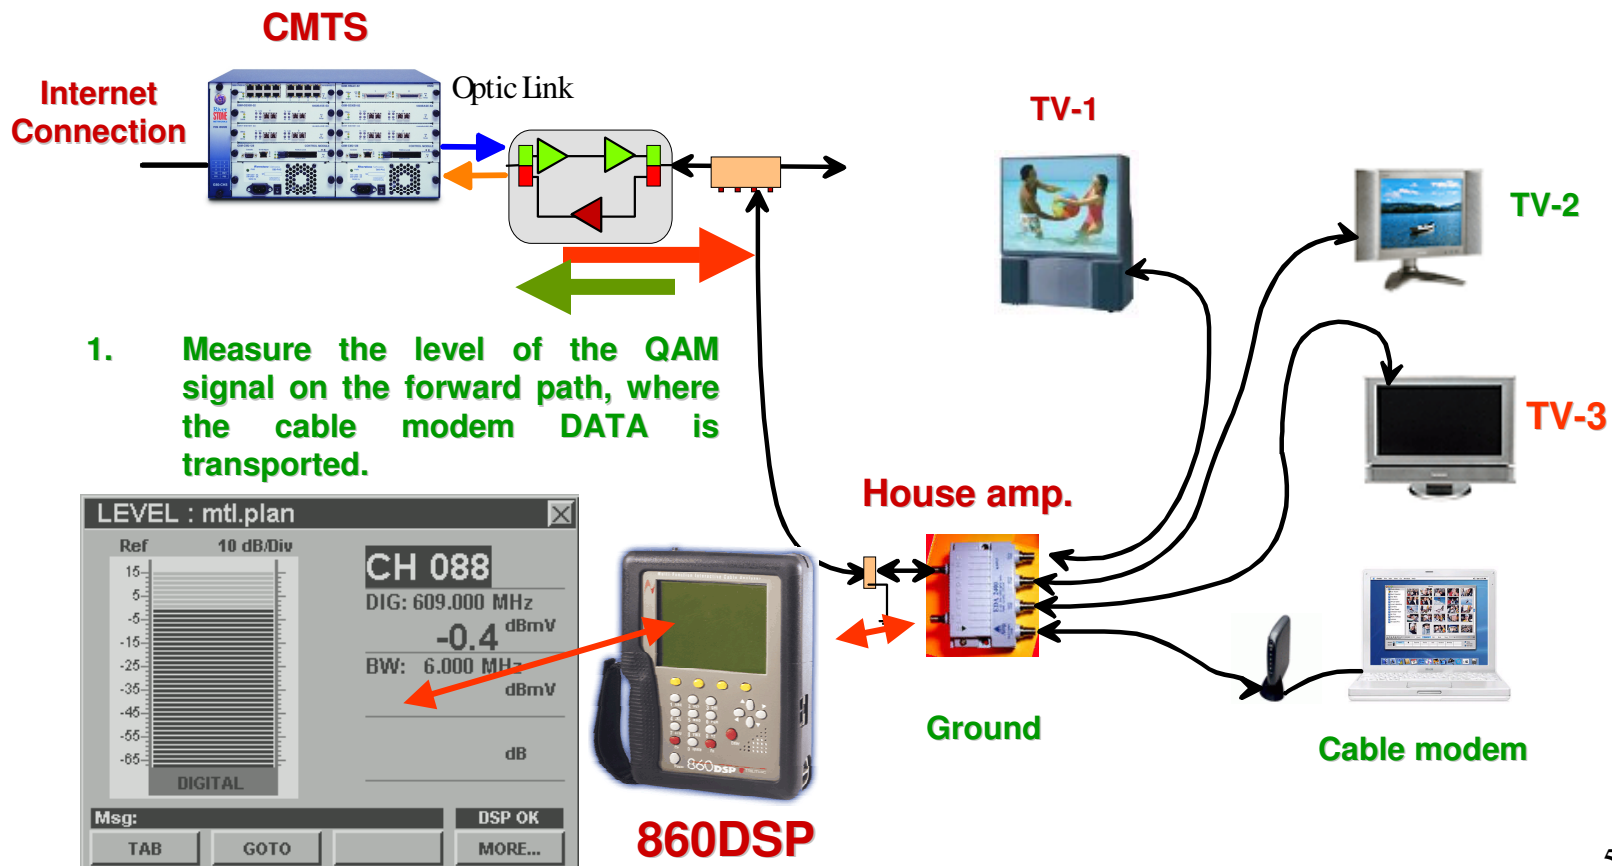 CMTS
Internet
Connection
Optic Link
TV-1
TV-2
TV-3
1. Measure the level of the QAM
signal on the forward path, where
the cable modem DATA is
transported.
House amp.
LEVEL : mtl.plan
Ref 10 dB/Div
15
5
-5
-15
-25
-35
-45
-55
-65
DIGITAL
CH 088
DIG: 609.000 MHz
-0.4 dBmV
BW: 6.000 MHz
dBmV
dB
Msg: DSP OK
TAB GOTO MORE...
860DSP
860DSP
Ground
Cable modem